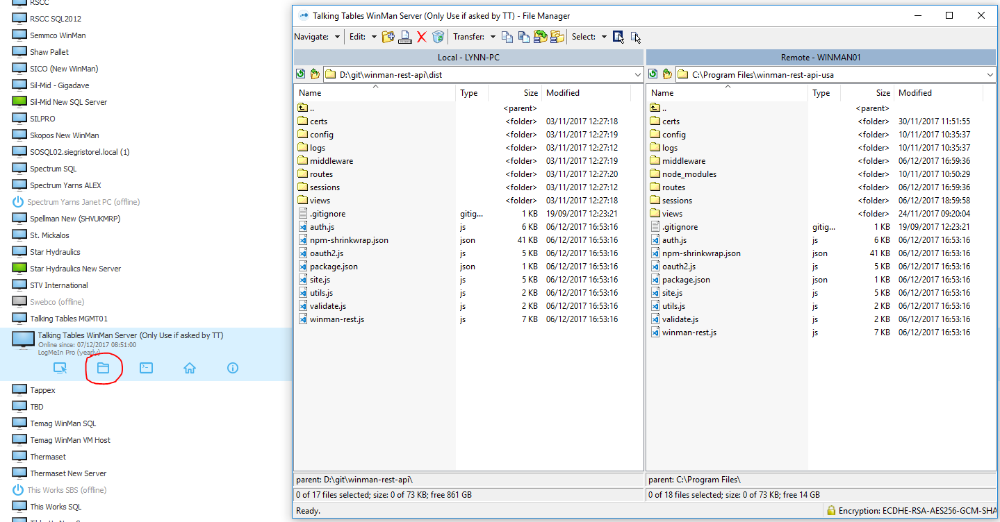 RSCC
RSCC SQL2012
Semmco WinMan
Shaw Pallet
SICO (New WinMan)
Sil-Mid - Gigadave
Sil-Mid New SQL Server
SILPRO
Skopos New WinMan
SOSQL02.siegristorel.local (1)
Spectrum SQL
Spectrum Yarns ALEX
Spectrum Yarns Janet PC (offline)
Spellman New (SHVUKMRP)
St. Mickalos
Star Hydraulics
Star Hydraulics New Server
STV International
Swebco (offline)
Talking Tables MGMT01
Talking Tables WinMan Server (Only Use if asked by TT)
Online since: 07/12/2017 08:51:00
LogMeIn Pro (yearly)
Tappex
TBD
Temag WinMan SQL
Temag WinMan VM Host
Thermaset
Thermaset New Server
This Works SBS (offline)
This Works SQL
Talking Tables WinMan Server (Only Use if asked by TT) - File Manager
Navigate: Edit: Transfer: Select:
Local - LYNN-PC
D:\git\winman-rest-api\dist
Name Type Size Modified
.. <parent>
certs <folder> 03/11/2017 12:27:18
config <folder> 03/11/2017 12:27:19
logs <folder> 03/11/2017 12:27:12
middleware <folder> 03/11/2017 12:27:19
routes <folder> 03/11/2017 12:27:20
sessions <folder> 03/11/2017 12:27:12
views <folder> 03/11/2017 12:27:18
.gitignore gitig... 1 KB 19/09/2017 12:23:21
auth.js js 6 KB 06/12/2017 16:53:16
npm-shrinkwrap.json json 41 KB 06/12/2017 16:53:16
oauth2.js js 5 KB 06/12/2017 16:53:16
package.json json 1 KB 06/12/2017 16:53:16
site.js js 5 KB 06/12/2017 16:53:16
utils.js js 2 KB 06/12/2017 16:53:16
validate.js js 2 KB 06/12/2017 16:53:16
winman-rest.js js 7 KB 06/12/2017 16:53:16
parent: D:\git\winman-rest-api\
0 of 17 files selected; size: 0 of 73 KB; free 861 GB
Remote - WINMAN01
C:\Program Files\winman-rest-api-usa
Name Type Size Modified
.. <parent>
certs <folder> 30/11/2017 11:51:55
config <folder> 10/11/2017 10:35:37
logs <folder> 10/11/2017 10:35:37
middleware <folder> 06/12/2017 16:59:36
node_modules <folder> 10/11/2017 10:50:29
routes <folder> 06/12/2017 16:59:36
sessions <folder> 06/12/2017 18:59:58
views <folder> 24/11/2017 09:20:04
.gitignore gitig... 1 KB 19/09/2017 12:23:21
auth.js js 6 KB 06/12/2017 16:53:16
npm-shrinkwrap.json json 41 KB 06/12/2017 16:53:16
oauth2.js js 5 KB 06/12/2017 16:53:16
package.json json 1 KB 06/12/2017 16:53:16
site.js js 5 KB 06/12/2017 16:53:16
utils.js js 2 KB 06/12/2017 16:53:16
validate.js js 2 KB 06/12/2017 16:53:16
winman-rest.js js 7 KB 06/12/2017 16:53:16
parent: C:\Program Files\
0 of 18 files selected; size: 0 of 73 KB; free 14 GB
Ready.
Encryption: ECDHE-RSA-AES256-GCM-SHA